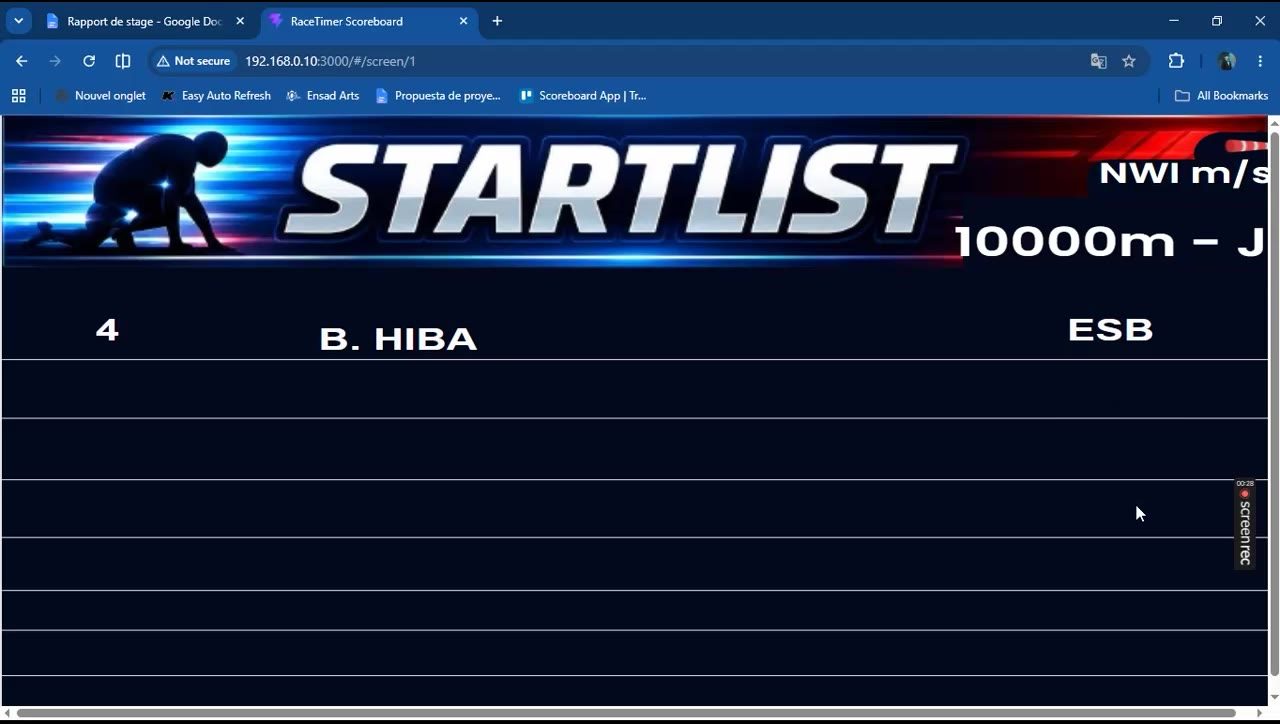 Rapport de stage - Google Doc
RaceTimer Scoreboard
Not secure
192.168.0.10:3000/#/screen/1
Nouvel onglet
Easy Auto Refresh
Ensad Arts
Propuesta de proye...
Scoreboard App | Tr...
All Bookmarks
STARTLIST
NWI m/s
10000m - J
4
B. HIBA
ESB
00:28
screenrec